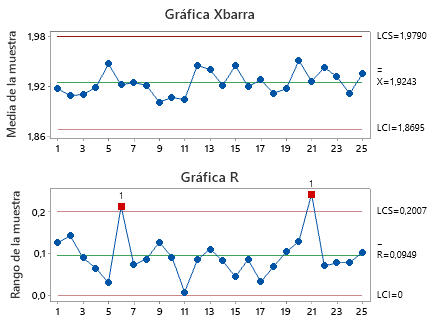 Gráfica Xbarra
Media de la muestra
1,98
1,92
1,86
LCS=1,9790
=
X=1,9243
LCI=1,8695
1 3 5 7 9 11 13 15 17 19 21 23 25
Gráfica R
Rango de la muestra
0,2
0,1
0,0
1
1
LCS=0,2007
–
R=0,0949
LCI=0
1 3 5 7 9 11 13 15 17 19 21 23 25